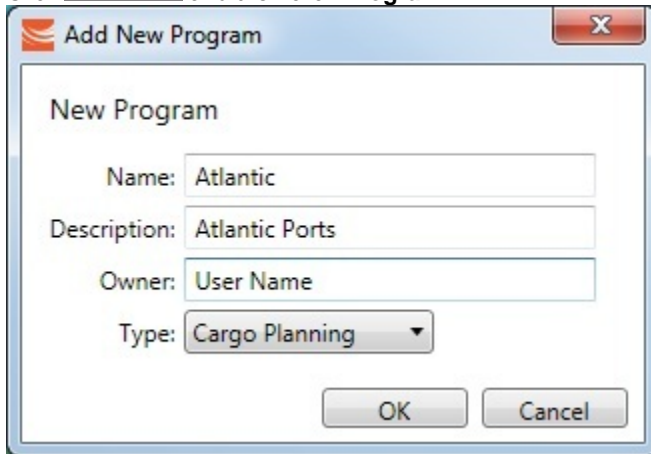 Add New Program
New Program
Name: Atlantic
Description: Atlantic Ports
Owner: User Name
Type: Cargo Planning
OK Cancel